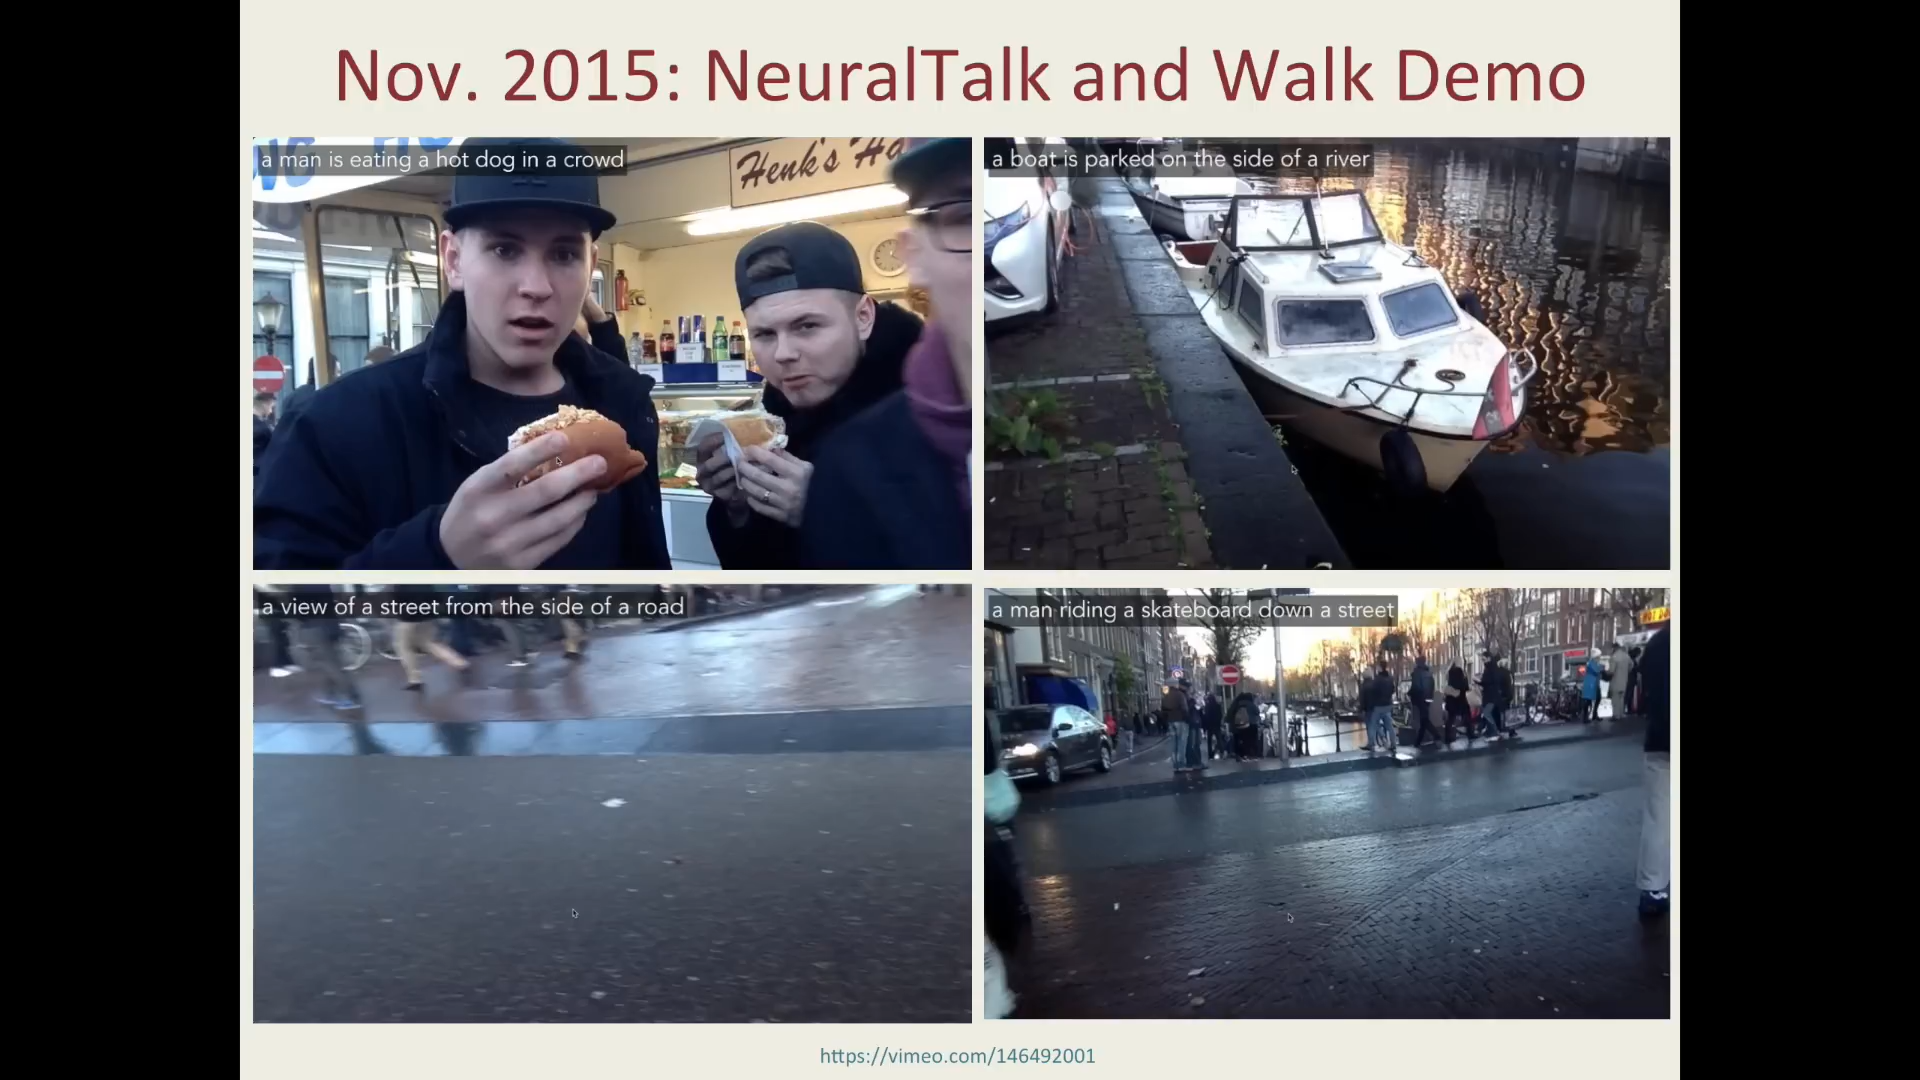 Nov. 2015: NeuralTalk and Walk Demo
a man is eating a hot dog in a crowd
Henk's Ha
a boat is parked on the side of a river
a view of a street from the side of a road
a man riding a skateboard down a street
https://vimeo.com/146492001